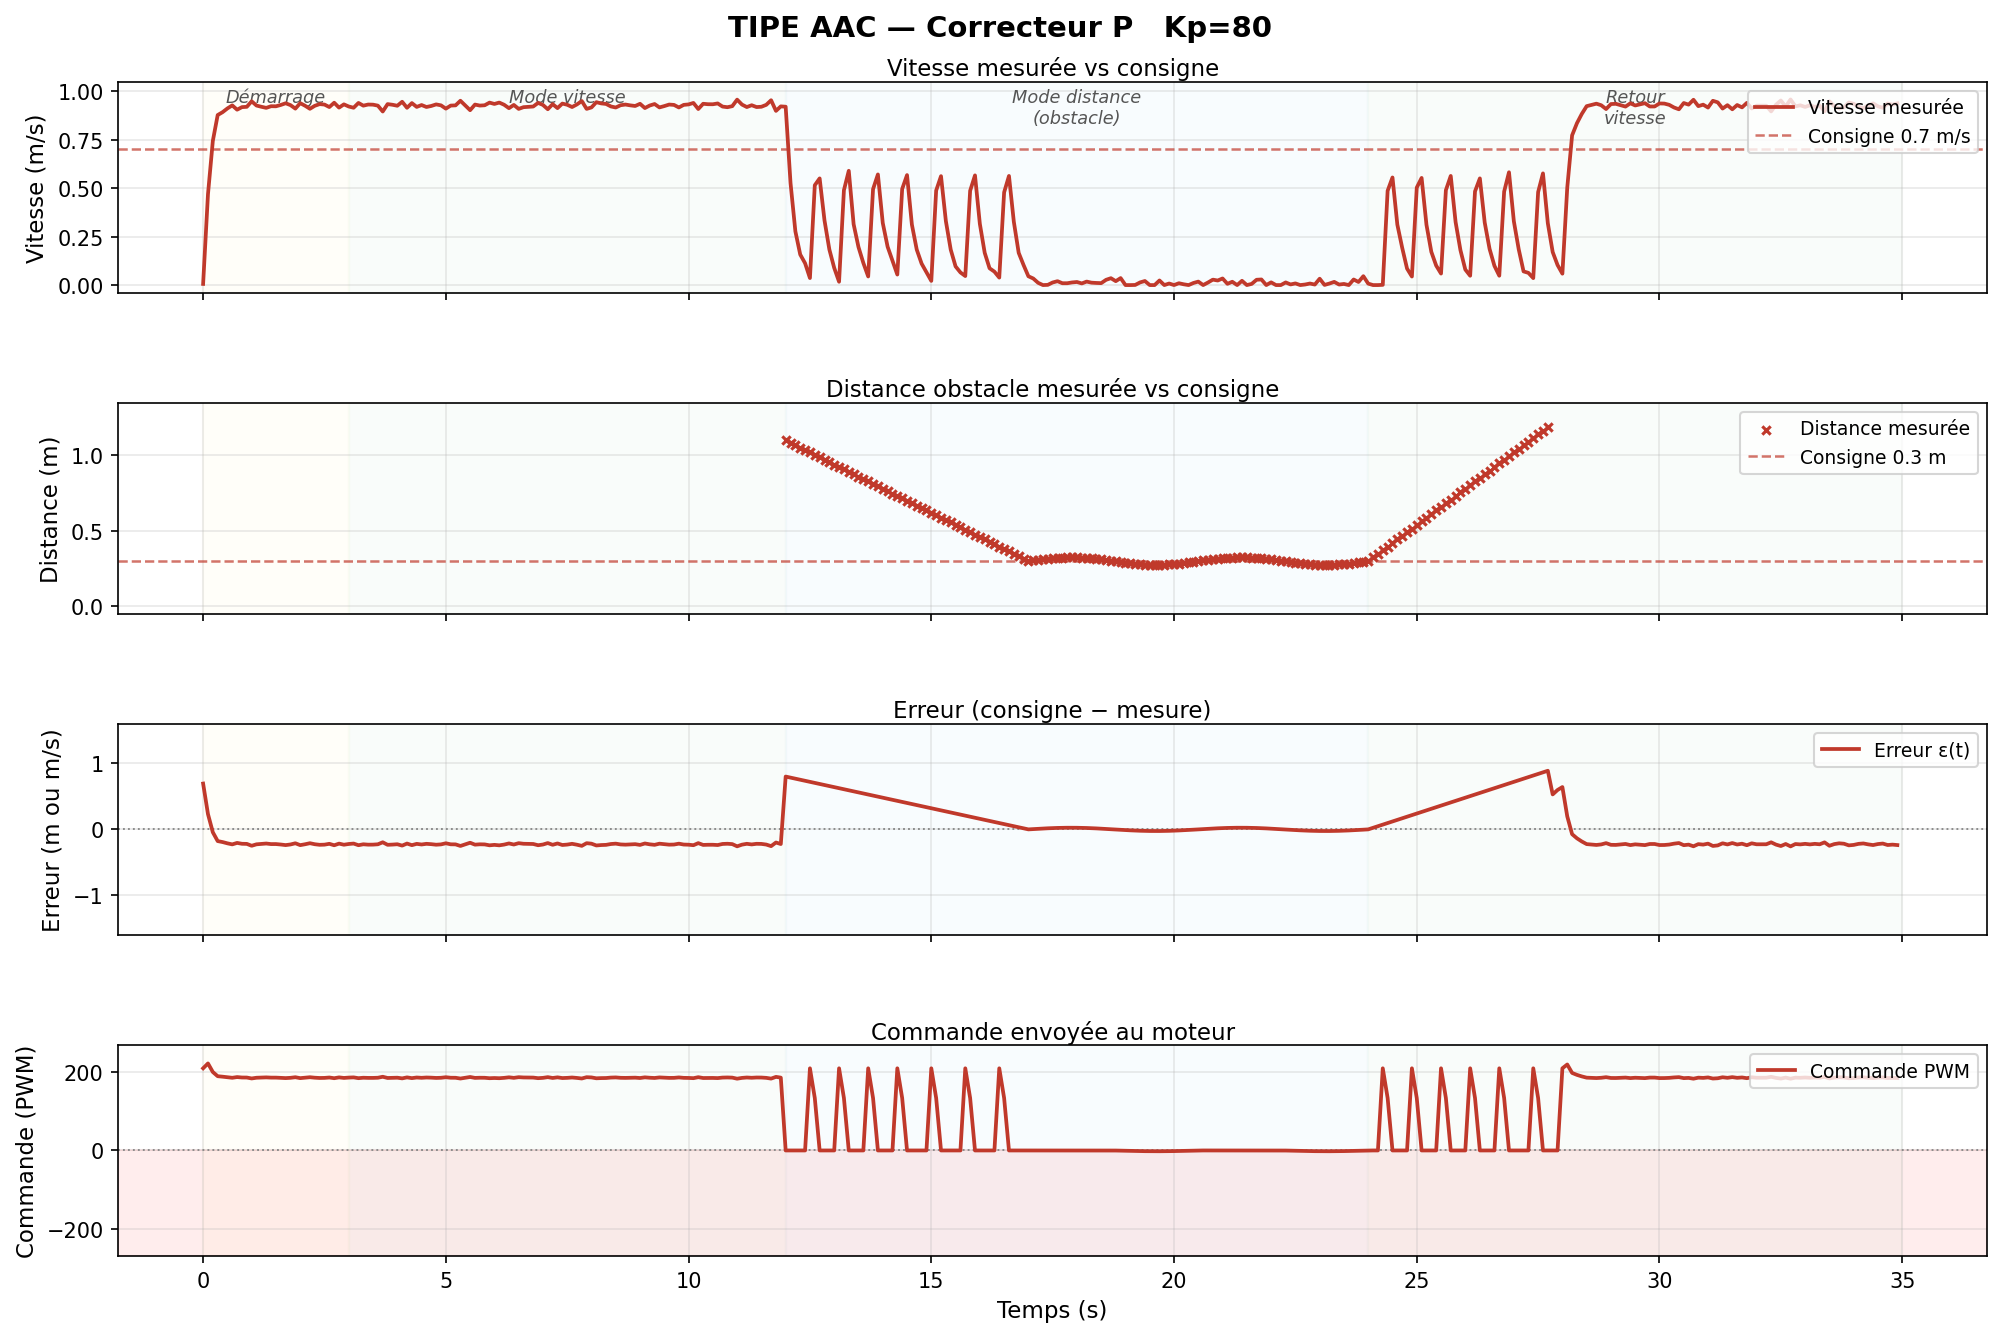 TIPE AAC — Correcteur P   Kp=80
Vitesse mesurée vs consigne
Vitesse (m/s)
1.00
0.75
0.50
0.25
0.00
Démarrage
Mode vitesse
Mode distance
(obstacle)
Retour
vitesse
Vitesse mesurée
Consigne 0.7 m/s
Distance obstacle mesurée vs consigne
Distance (m)
1.0
0.5
0.0
Distance mesurée
Consigne 0.3 m
Erreur (consigne − mesure)
Erreur (m ou m/s)
1
0
−1
Erreur ε(t)
Commande envoyée au moteur
Commande (PWM)
200
0
−200
Commande PWM
0 5 10 15 20 25 30 35
Temps (s)